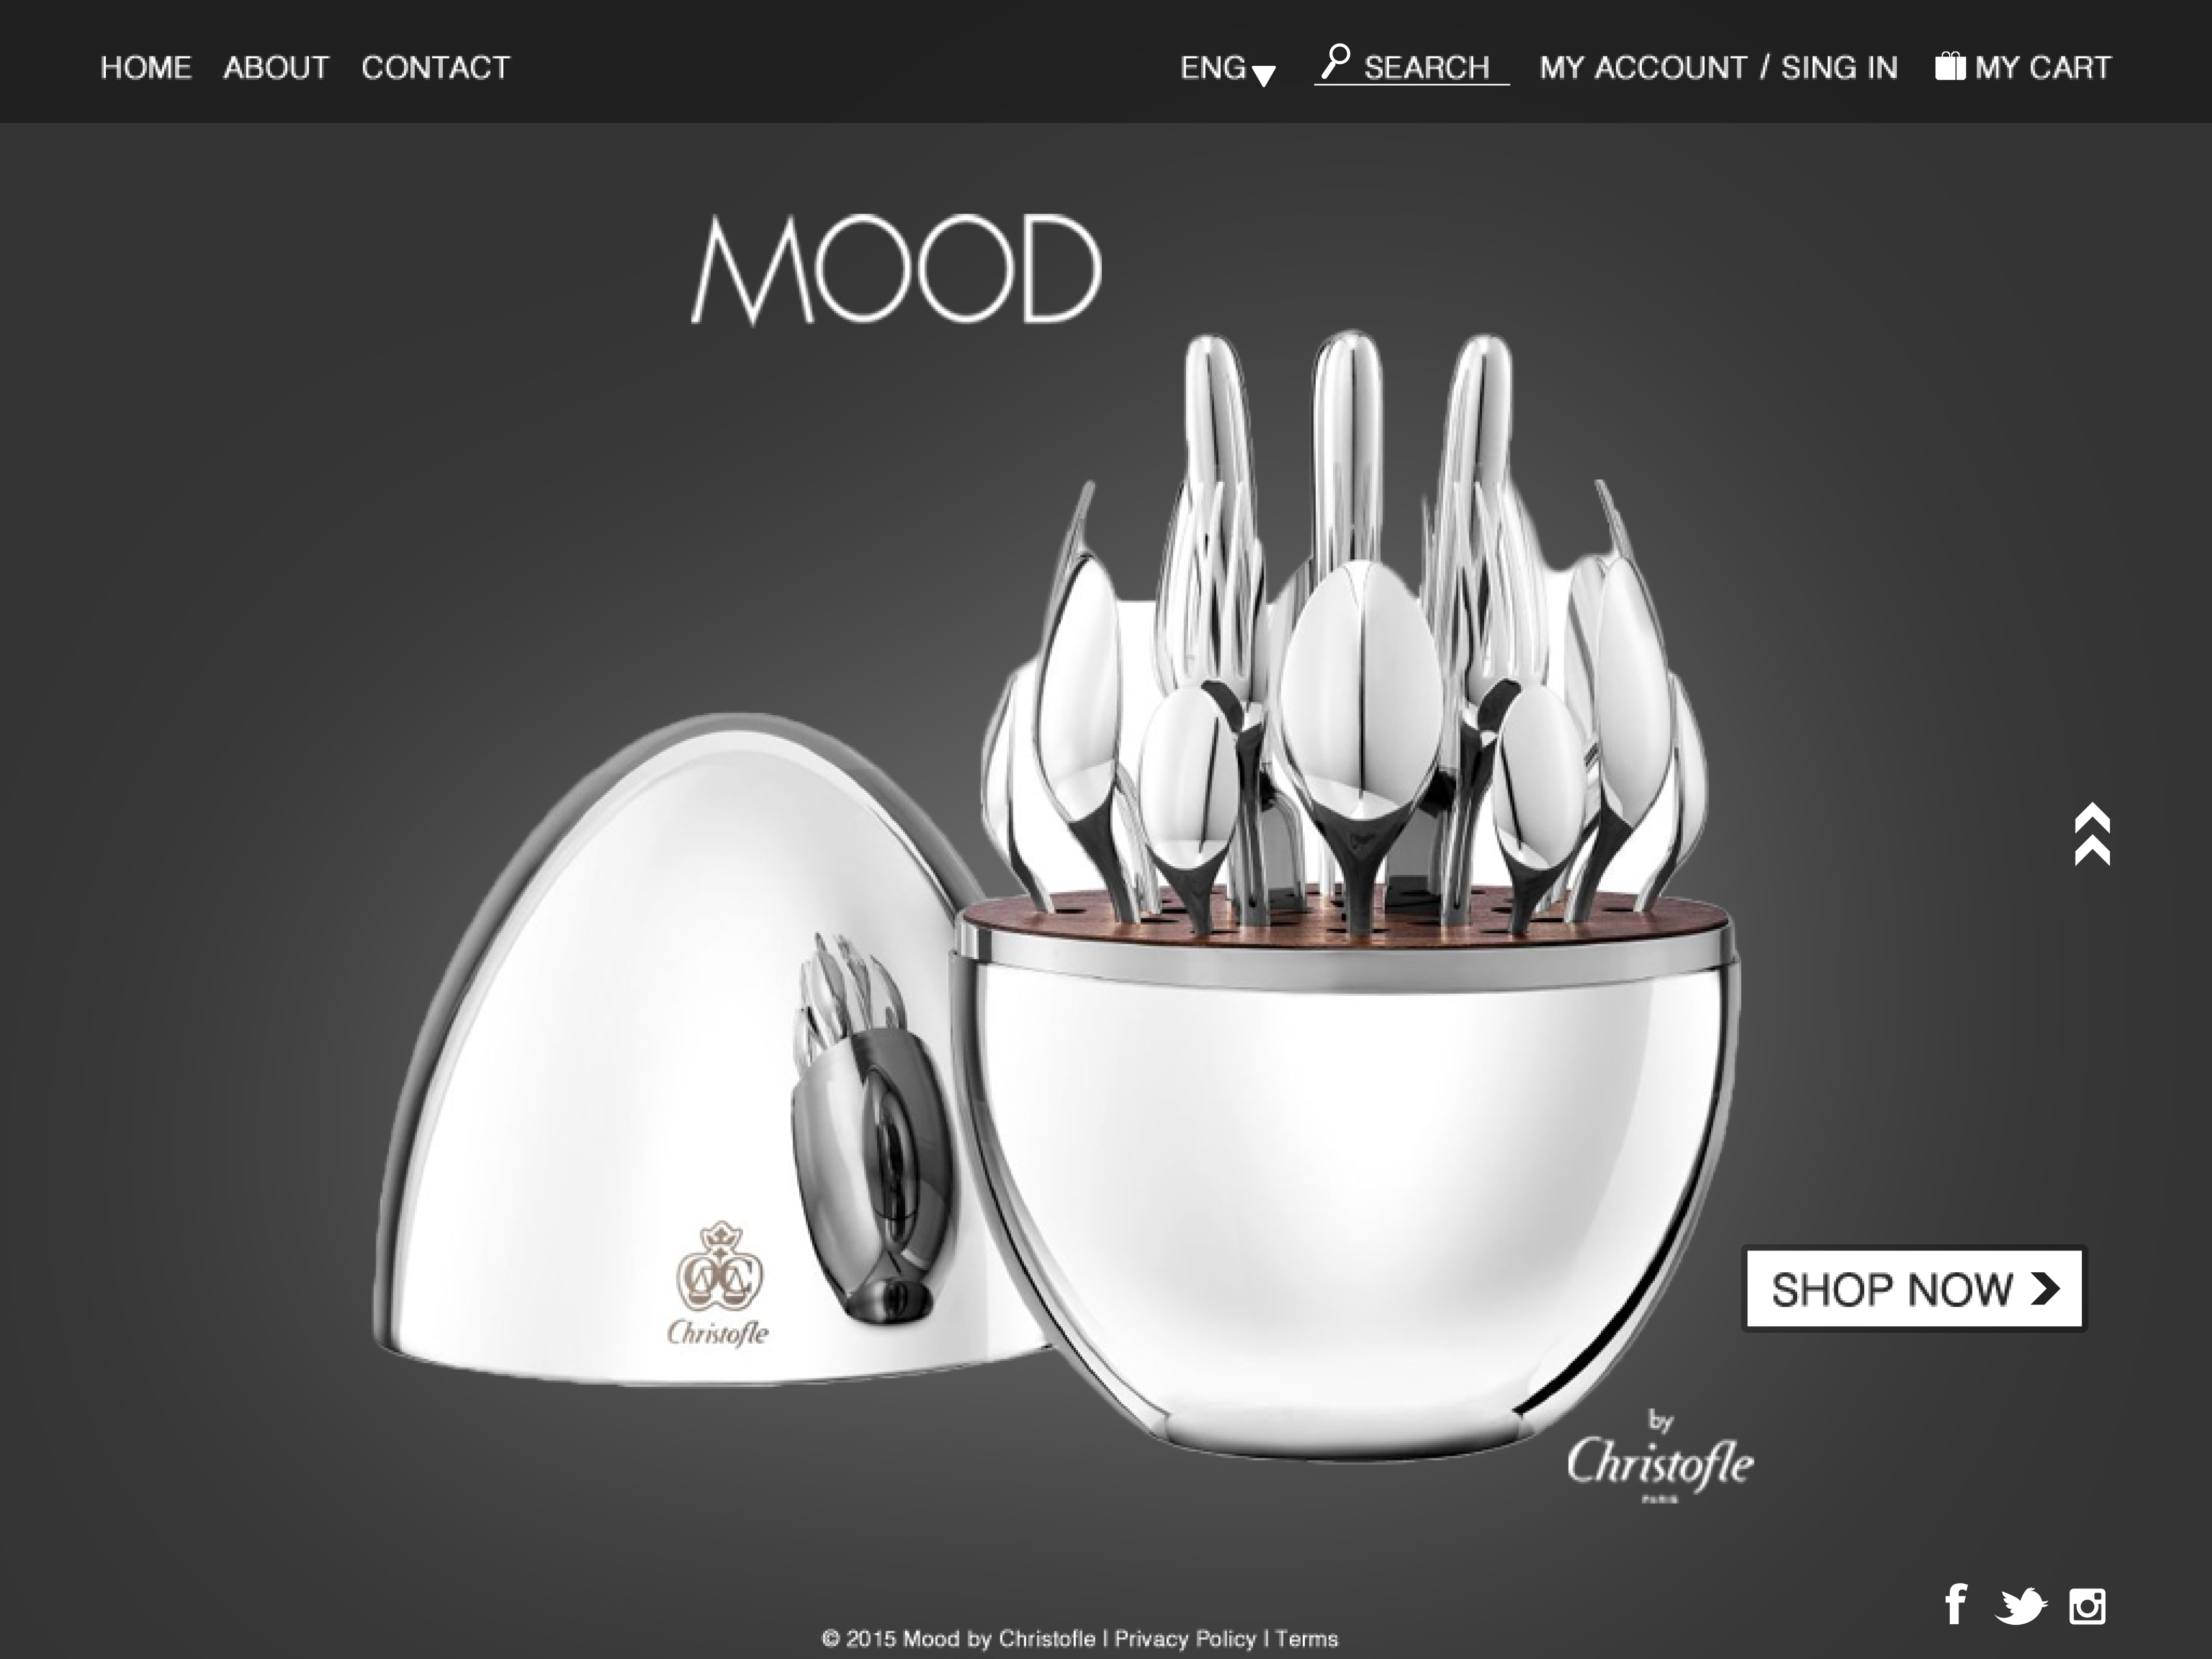 HOME ABOUT CONTACT ENG SEARCH MY ACCOUNT / SING IN MY CART
MOOD
Christofle
SHOP NOW
by
Christofle
PARIS
© 2015 Mood by Christofle | Privacy Policy | Terms